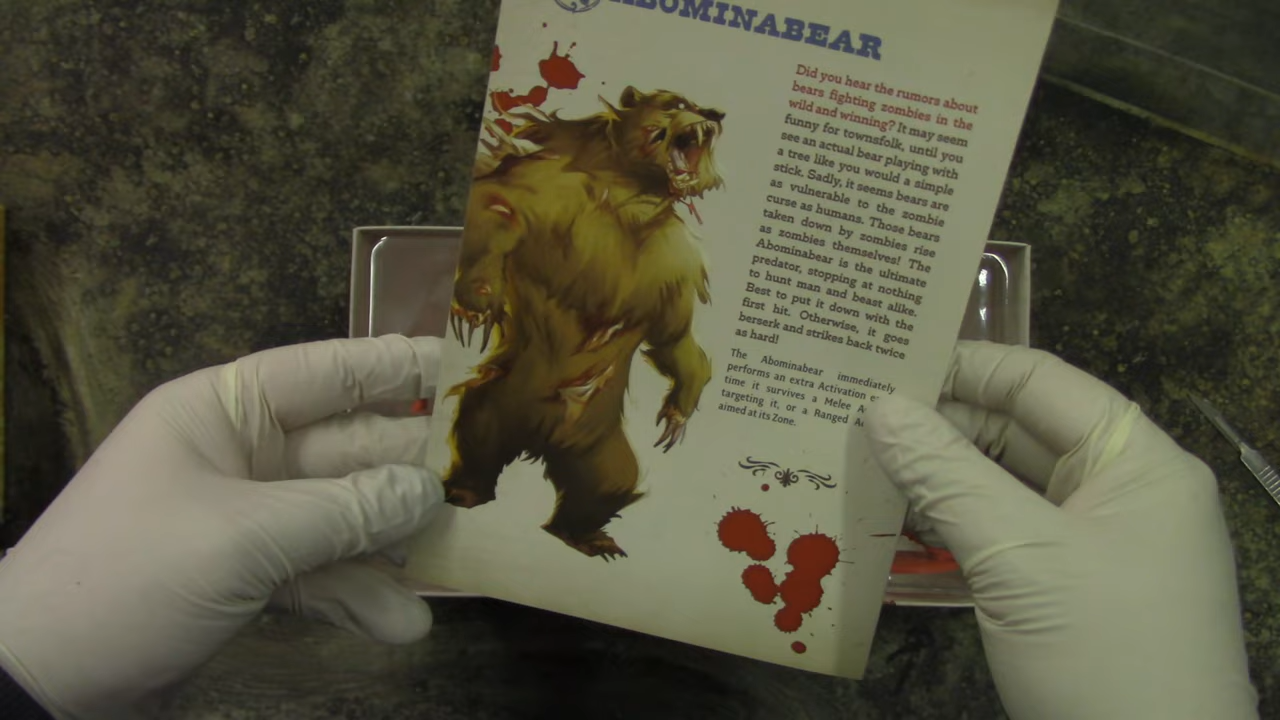 ABOMINABEAR
Did you hear the rumors about
bears fighting zombies in the
wild and winning? It may seem
funny for townsfolk, until you
see an actual bear playing with
a tree like you would a simple
stick. Sadly, it seems bears are
as vulnerable to the zombie
curse as humans. Those bears
taken down by zombies rise
as zombies themselves! The
Abominabear is the ultimate
predator, stopping at nothing
to hunt man and beast alike.
Best to put it down with the
first hit. Otherwise, it goes
berserk and strikes back twice
as hard!
The Abominabear immediately
performs an extra Activation
time it survives a Melee
targeting it, or a Ranged
aimed at its Zone.